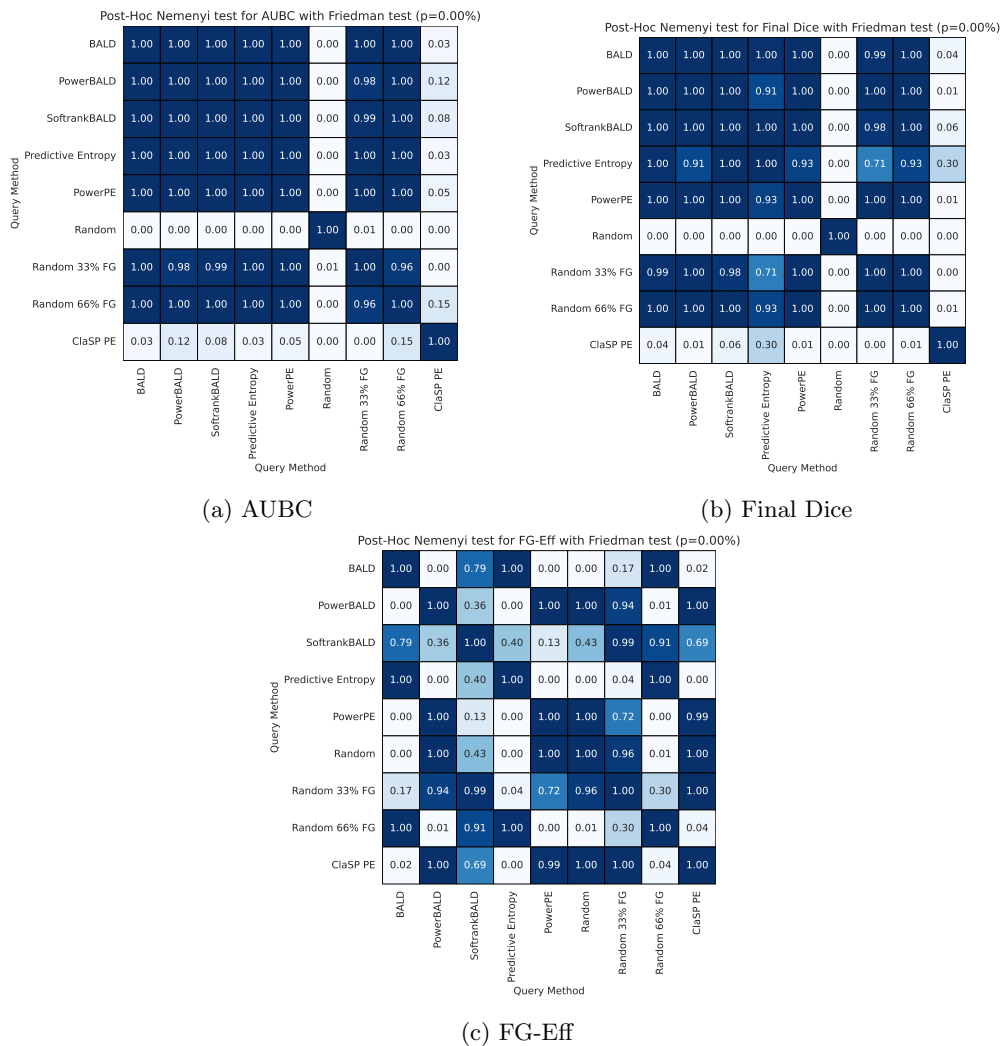 Post-Hoc Nemenyi test for AUBC with Friedman test (p=0.00%)
Query Method
BALD 1.00 1.00 1.00 1.00 1.00 0.00 1.00 1.00 0.03
PowerBALD 1.00 1.00 1.00 1.00 1.00 0.00 0.98 1.00 0.12
SoftrankBALD 1.00 1.00 1.00 1.00 1.00 0.00 0.99 1.00 0.08
Predictive Entropy 1.00 1.00 1.00 1.00 1.00 0.00 1.00 1.00 0.03
PowerPE 1.00 1.00 1.00 1.00 1.00 0.00 1.00 1.00 0.05
Random 0.00 0.00 0.00 0.00 0.00 1.00 0.01 0.00 0.00
Random 33% FG 1.00 0.98 0.99 1.00 1.00 0.01 1.00 0.96 0.00
Random 66% FG 1.00 1.00 1.00 1.00 1.00 0.00 0.96 1.00 0.15
ClaSP PE 0.03 0.12 0.08 0.03 0.05 0.00 0.00 0.15 1.00
BALD PowerBALD SoftrankBALD Predictive Entropy PowerPE Random Random 33% FG Random 66% FG ClaSP PE
Query Method
(a) AUBC
Post-Hoc Nemenyi test for Final Dice with Friedman test (p=0.00%)
Query Method
BALD 1.00 1.00 1.00 1.00 1.00 0.00 0.99 1.00 0.04
PowerBALD 1.00 1.00 1.00 0.91 1.00 0.00 1.00 1.00 0.01
SoftrankBALD 1.00 1.00 1.00 1.00 1.00 0.00 0.98 1.00 0.06
Predictive Entropy 1.00 0.91 1.00 1.00 0.93 0.00 0.71 0.93 0.30
PowerPE 1.00 1.00 1.00 0.93 1.00 0.00 1.00 1.00 0.01
Random 0.00 0.00 0.00 0.00 0.00 1.00 0.00 0.00 0.00
Random 33% FG 0.99 1.00 0.98 0.71 1.00 0.00 1.00 1.00 0.00
Random 66% FG 1.00 1.00 1.00 0.93 1.00 0.00 1.00 1.00 0.01
ClaSP PE 0.04 0.01 0.06 0.30 0.01 0.00 0.00 0.01 1.00
BALD PowerBALD SoftrankBALD Predictive Entropy PowerPE Random Random 33% FG Random 66% FG ClaSP PE
Query Method
(b) Final Dice
Post-Hoc Nemenyi test for FG-Eff with Friedman test (p=0.00%)
Query Method
BALD 1.00 0.00 0.79 1.00 0.00 0.00 0.17 1.00 0.02
PowerBALD 0.00 1.00 0.36 0.00 1.00 1.00 0.94 0.01 1.00
SoftrankBALD 0.79 0.36 1.00 0.40 0.13 0.43 0.99 0.91 0.69
Predictive Entropy 1.00 0.00 0.40 1.00 0.00 0.00 0.04 1.00 0.00
PowerPE 0.00 1.00 0.13 0.00 1.00 1.00 0.72 0.00 0.99
Random 0.00 1.00 0.43 0.00 1.00 1.00 0.96 0.01 1.00
Random 33% FG 0.17 0.94 0.99 0.04 0.72 0.96 1.00 0.30 1.00
Random 66% FG 1.00 0.01 0.91 1.00 0.00 0.01 0.30 1.00 0.04
ClaSP PE 0.02 1.00 0.69 0.00 0.99 1.00 1.00 0.04 1.00
BALD PowerBALD SoftrankBALD Predictive Entropy PowerPE Random Random 33% FG Random 66% FG ClaSP PE
Query Method
(c) FG-Eff